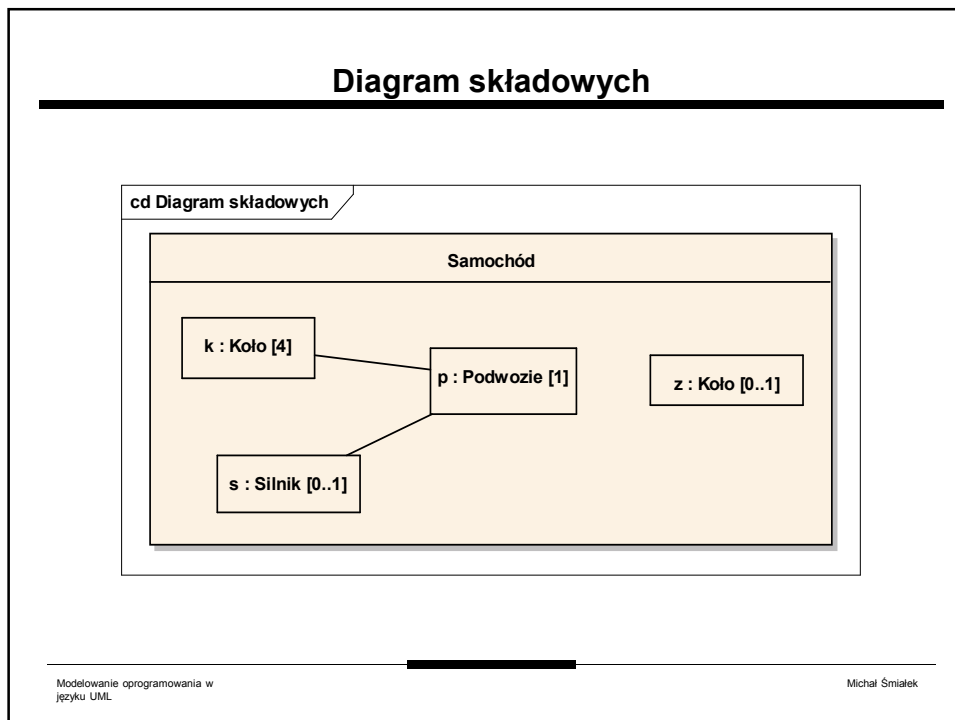 Diagram składowych
cd Diagram składowych
Samochód
k : Koło [4]
p : Podwozie [1]
z : Koło [0..1]
s : Silnik [0..1]
Modelowanie oprogramowania w
języku UML
Michał Śmiałek